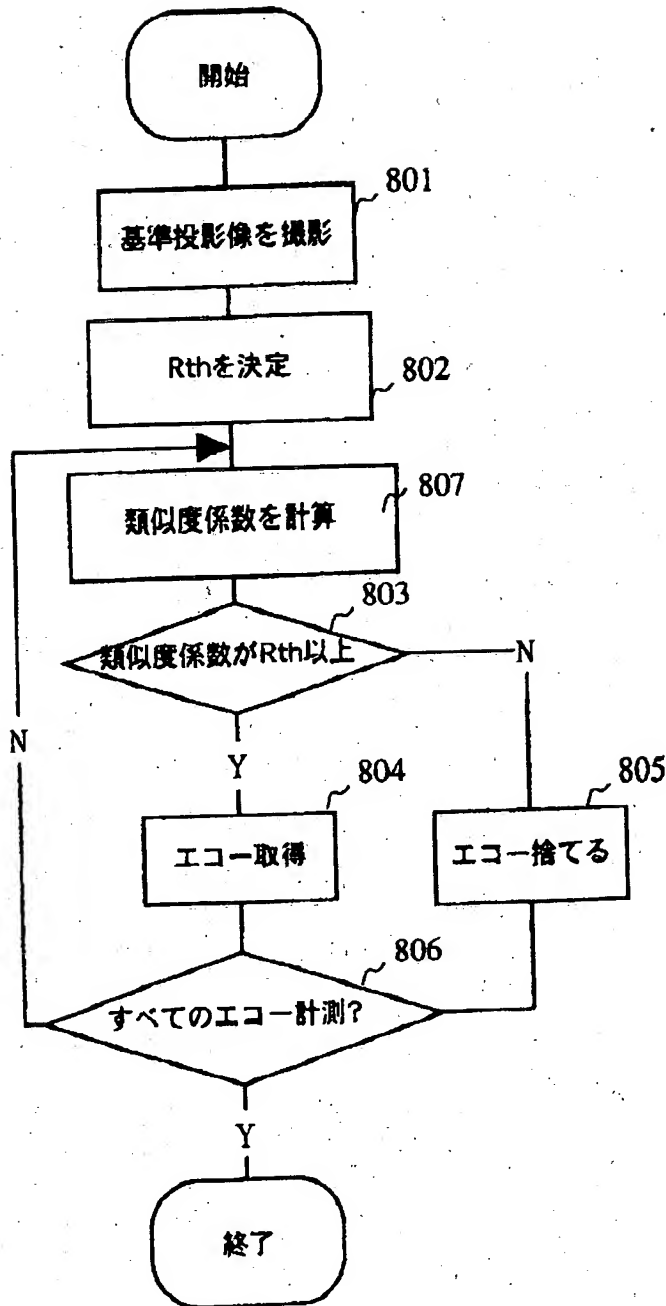 開始
801
基準投影像を撮影
Rthを決定
802
807
類似度係数を計算
803
類似度係数がRth以上
N
N
Y
804
805
エコー取得
エコー捨てる
806
すべてのエコー計測?
Y
終了